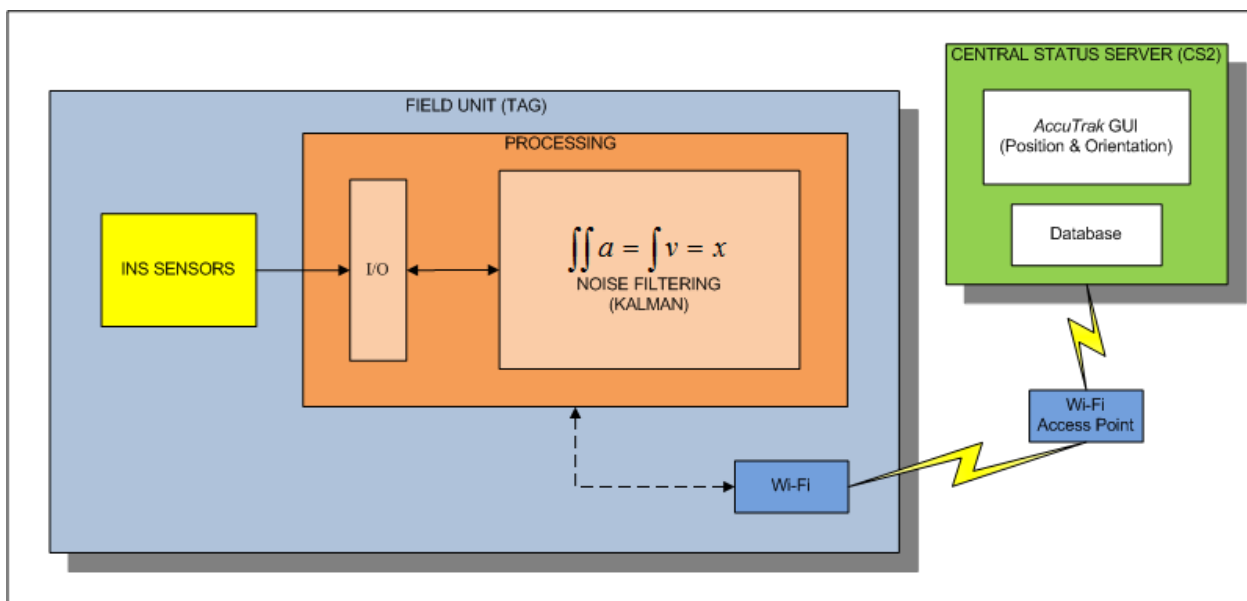 CENTRAL STATUS SERVER (CS2)
AccuTrak GUI
(Position & Orientation)
Database
FIELD UNIT (TAG)
PROCESSING
INS SENSORS
I/O
∬ a = ∫ v = x
NOISE FILTERING
(KALMAN)
Wi-Fi
Access Point
Wi-Fi